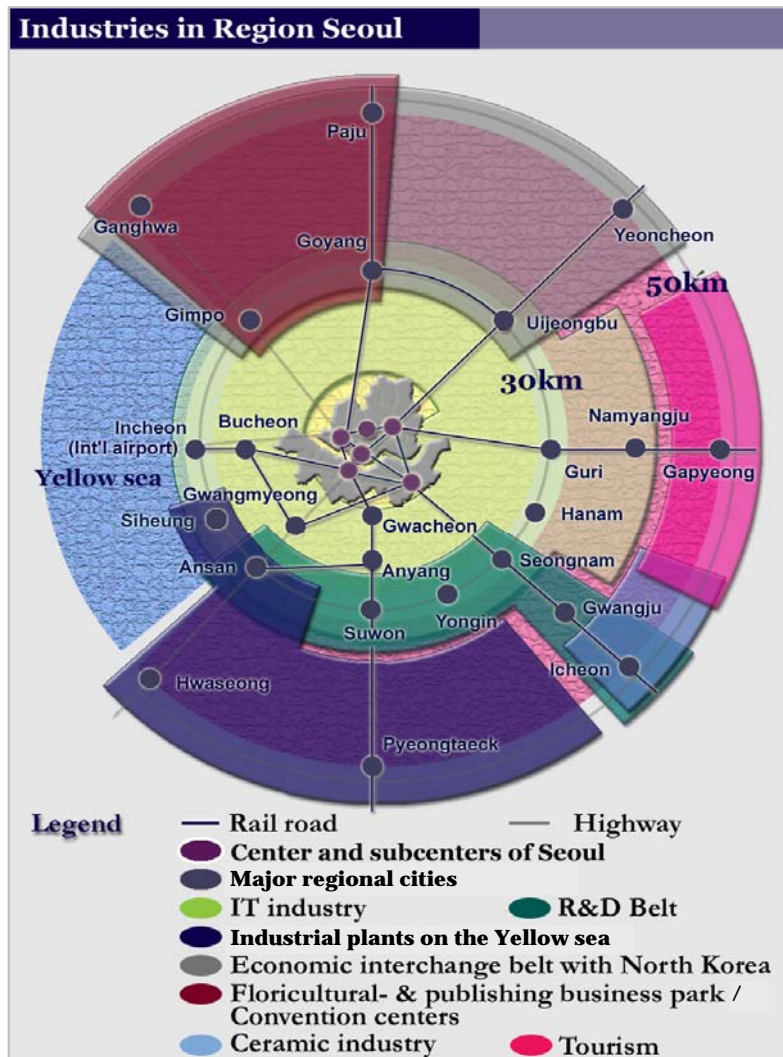 Industries in Region Seoul
Paju
Ganghwa
Yeoncheon
Goyang
50km
Gimpo
Uijeongbu
30km
Incheon
(Int'l airport)
Bucheon
Namyangju
Yellow sea
Guri
Gapyeong
Gwangmyeong
Siheung
Gwacheon
Hanam
Ansan
Anyang
Seongnam
Suwon
Yongin
Gwangju
Icheon
Hwaseong
Pyeongtaeck
Legend
Rail road
Highway
Center and subcenters of Seoul
Major regional cities
IT industry
R&D Belt
Industrial plants on the Yellow sea
Economic interchange belt with North Korea
Floricultural- & publishing business park /
Convention centers
Ceramic industry
Tourism